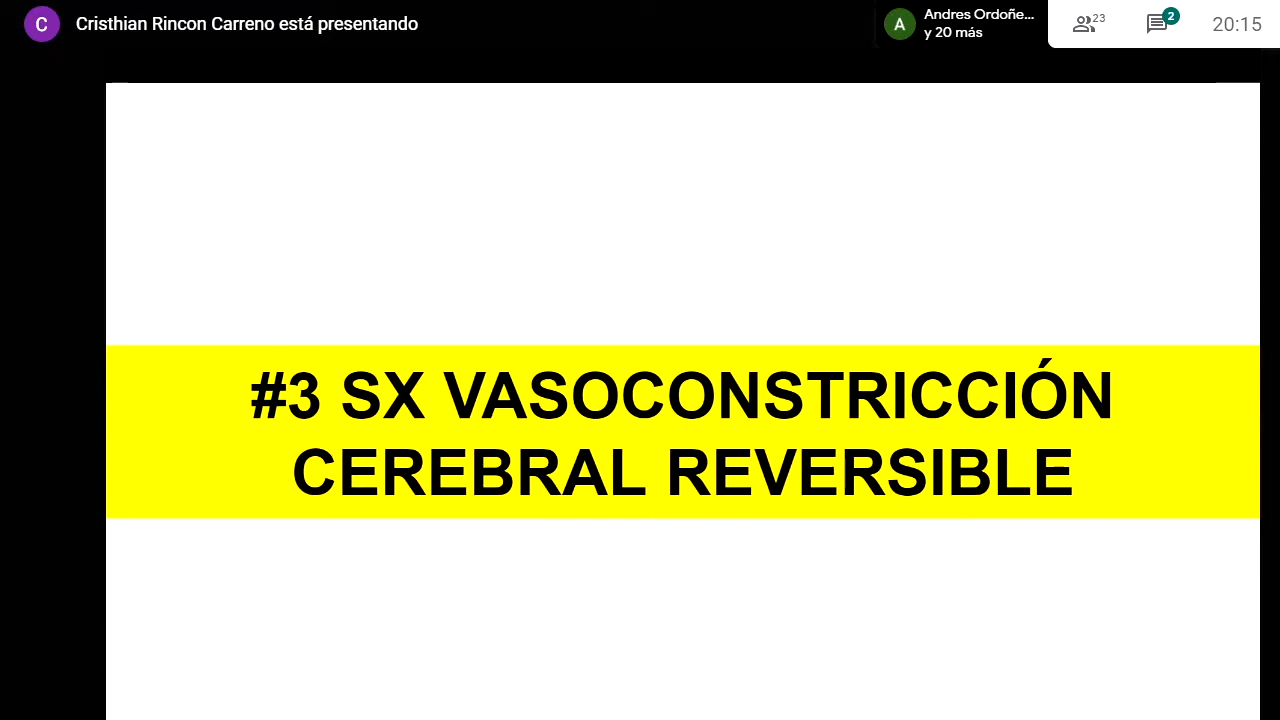 C
Cristhian Rincon Carreno está presentando
A
Andres Ordoñe...
y 20 más
23
2
20:15
#3 SX VASOCONSTRICCIÓN
CEREBRAL REVERSIBLE